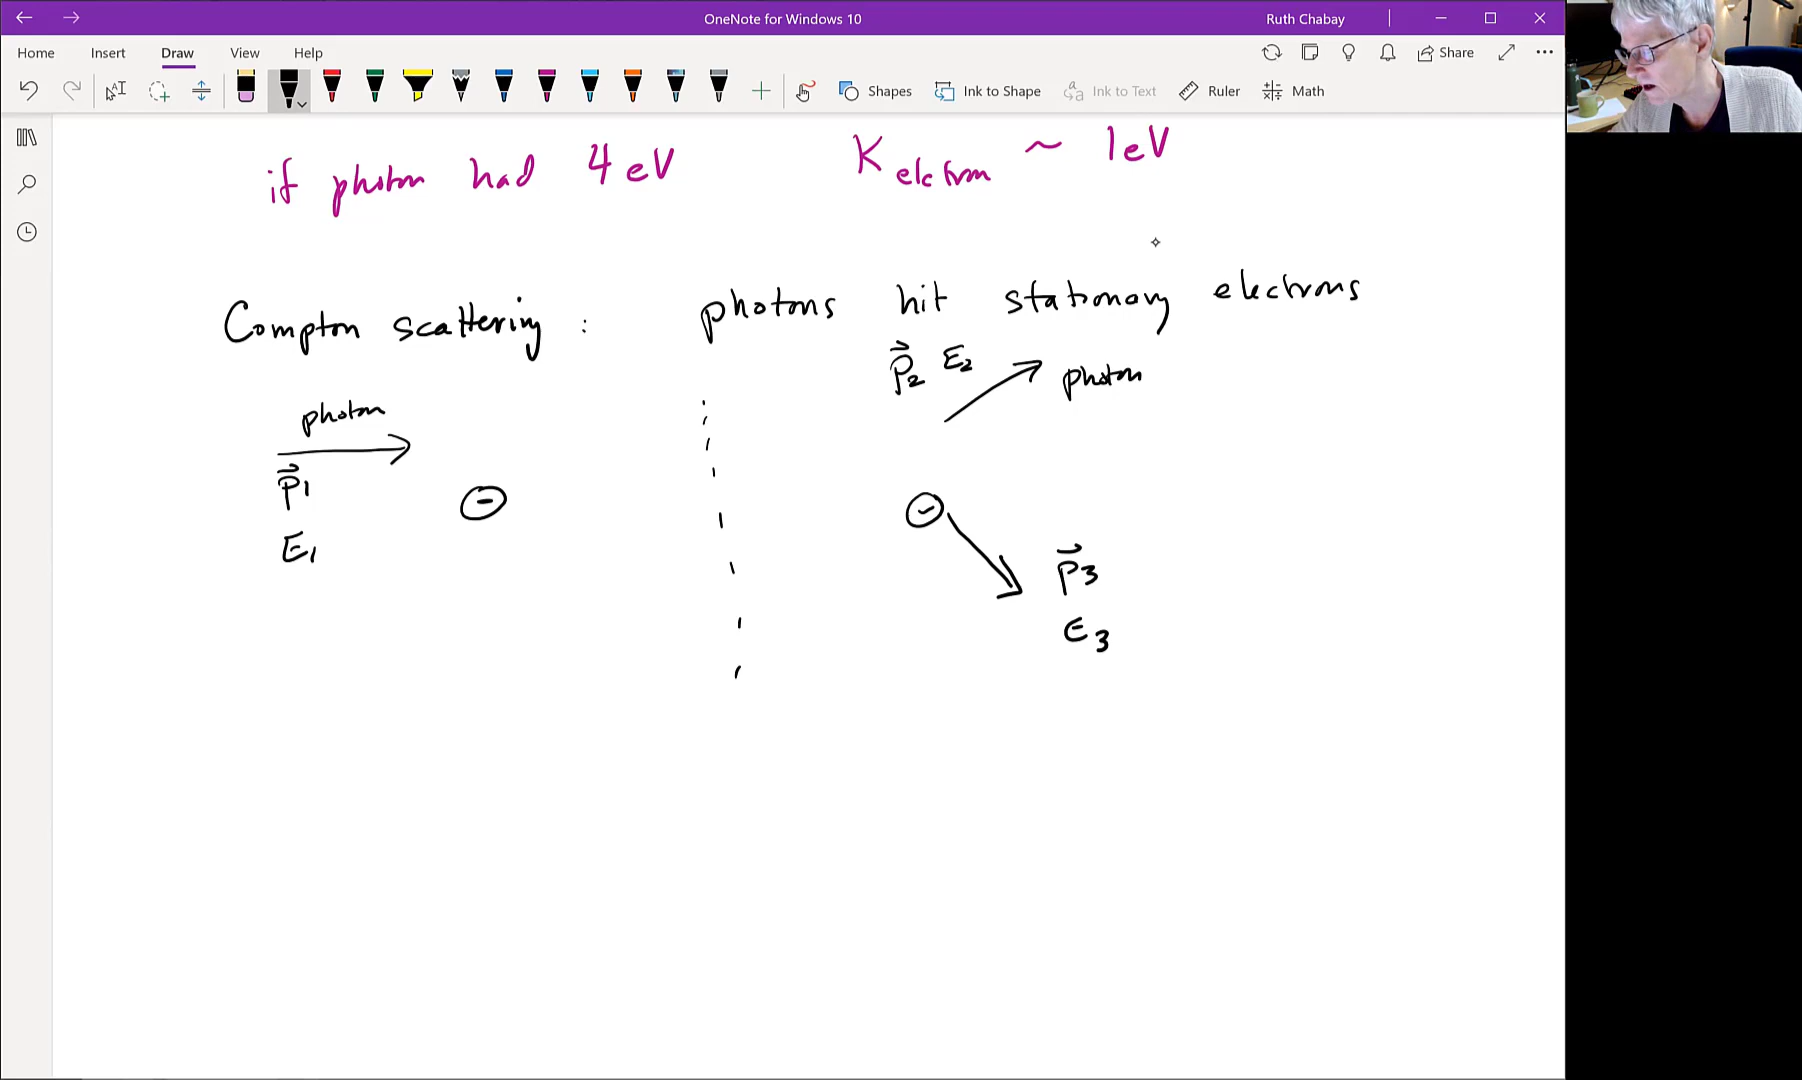 OneNote for Windows 10
Ruth Chabay
Home Insert Draw View Help
Share
Shapes Ink to Shape Ink to Text Ruler Math
if photon had 4 eV K electron ~ 1 eV
Compton scattering : photons hit stationary electrons
p⃗2 E2
photon
photon
p⃗1
E1
p⃗3
E3